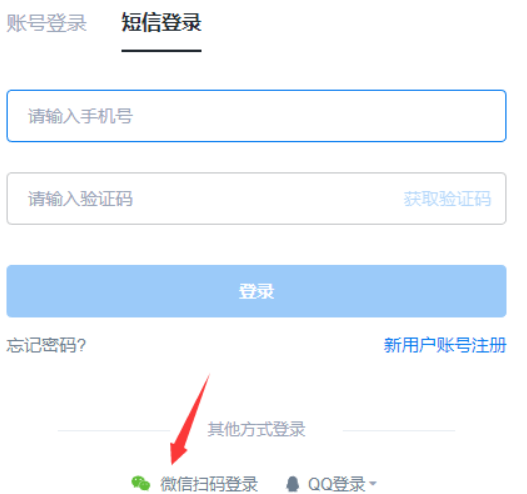 账号登录 短信登录
请输入手机号
请输入验证码 获取验证码
登录
忘记密码? 新用户账号注册
其他方式登录
微信扫码登录 QQ登录